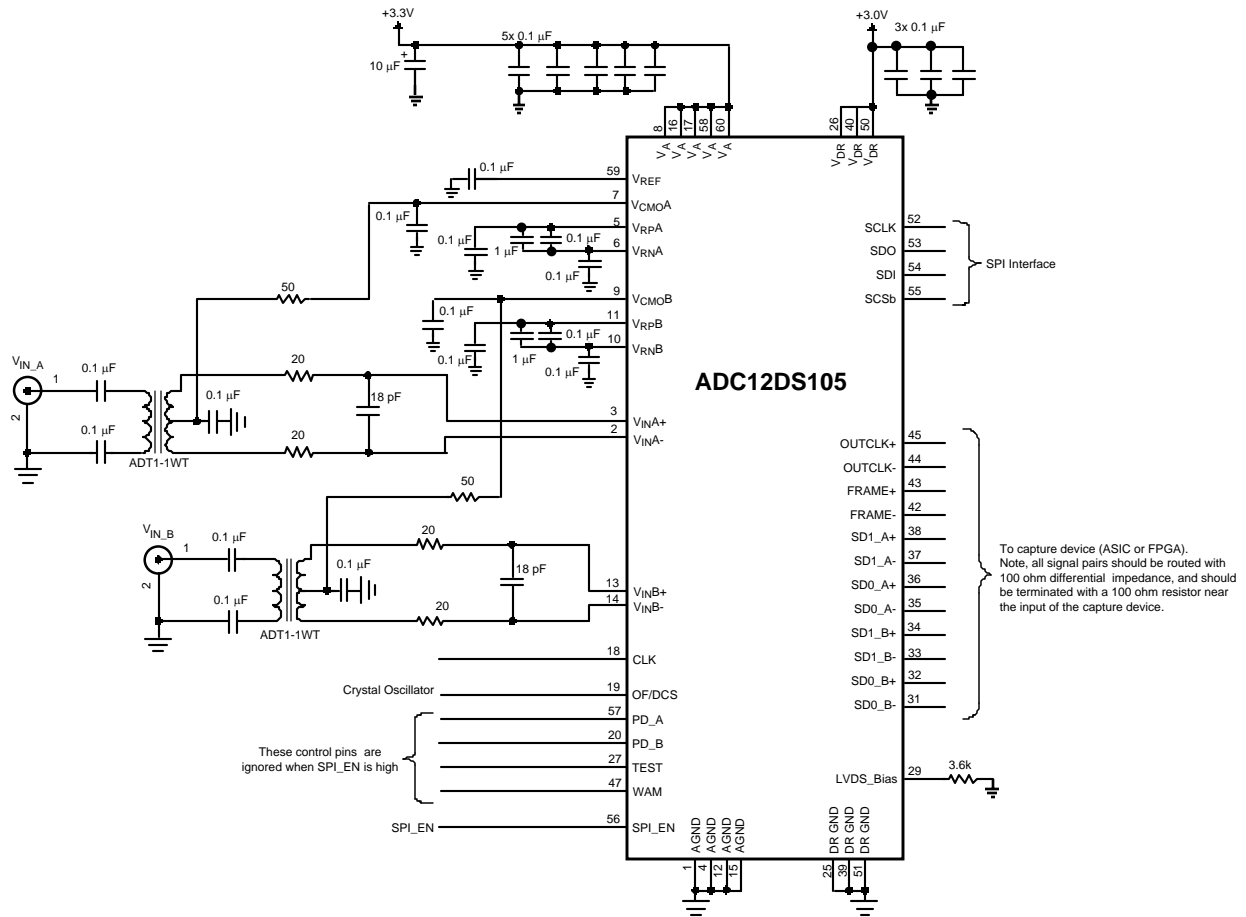 +3.3V
+3.0V
5x 0.1 µF
3x 0.1 µF
+
10 µF
8
16
17
58
60
26
40
50
VA
VA
VA
VA
VA
VDR
VDR
VDR
0.1 µF
59
VREF
7
VCMOA
0.1 µF
5
VRPA
0.1 µF
1 µF
0.1 µF
6
VRNA
0.1 µF
52
SCLK
53
SDO
54
SDI
55
SCSb
SPI Interface
50
9
VCMOB
0.1 µF
11
VRPB
0.1 µF
1 µF
0.1 µF
10
VRNB
0.1 µF
ADC12DS105
VIN_A
1
2
0.1 µF
0.1 µF
ADT1-1WT
0.1 µF
20
20
18 pF
3
VINA+
2
VINA-
50
VIN_B
1
2
0.1 µF
0.1 µF
ADT1-1WT
0.1 µF
20
20
18 pF
13
VINB+
14
VINB-
45
OUTCLK+
44
OUTCLK-
43
FRAME+
42
FRAME-
38
SD1_A+
37
SD1_A-
36
SD0_A+
35
SD0_A-
34
SD1_B+
33
SD1_B-
32
SD0_B+
31
SD0_B-
To capture device (ASIC or FPGA).
Note, all signal pairs should be routed with
100 ohm differential impedance, and should
be terminated with a 100 ohm resistor near
the input of the capture device.
18
CLK
Crystal Oscillator
19
OF/DCS
57
PD_A
20
PD_B
27
TEST
47
WAM
These control pins are
ignored when SPI_EN is high
SPI_EN
56
SPI_EN
29
LVDS_Bias
3.6k
AGND
AGND
AGND
AGND
1
4
12
15
DR GND
DR GND
DR GND
25
39
51